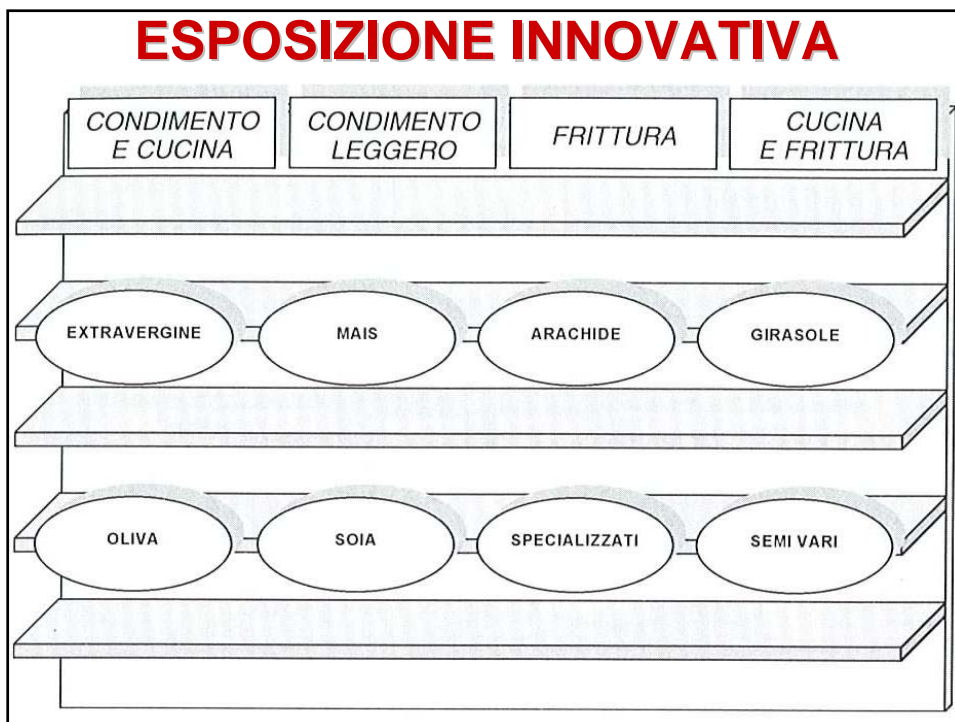 ESPOSIZIONE INNOVATIVA
CONDIMENTO
E CUCINA
CONDIMENTO
LEGGERO
FRITTURA
CUCINA
E FRITTURA
EXTRAVERGINE
MAIS
ARACHIDE
GIRASOLE
OLIVA
SOIA
SPECIALIZZATI
SEMI VARI